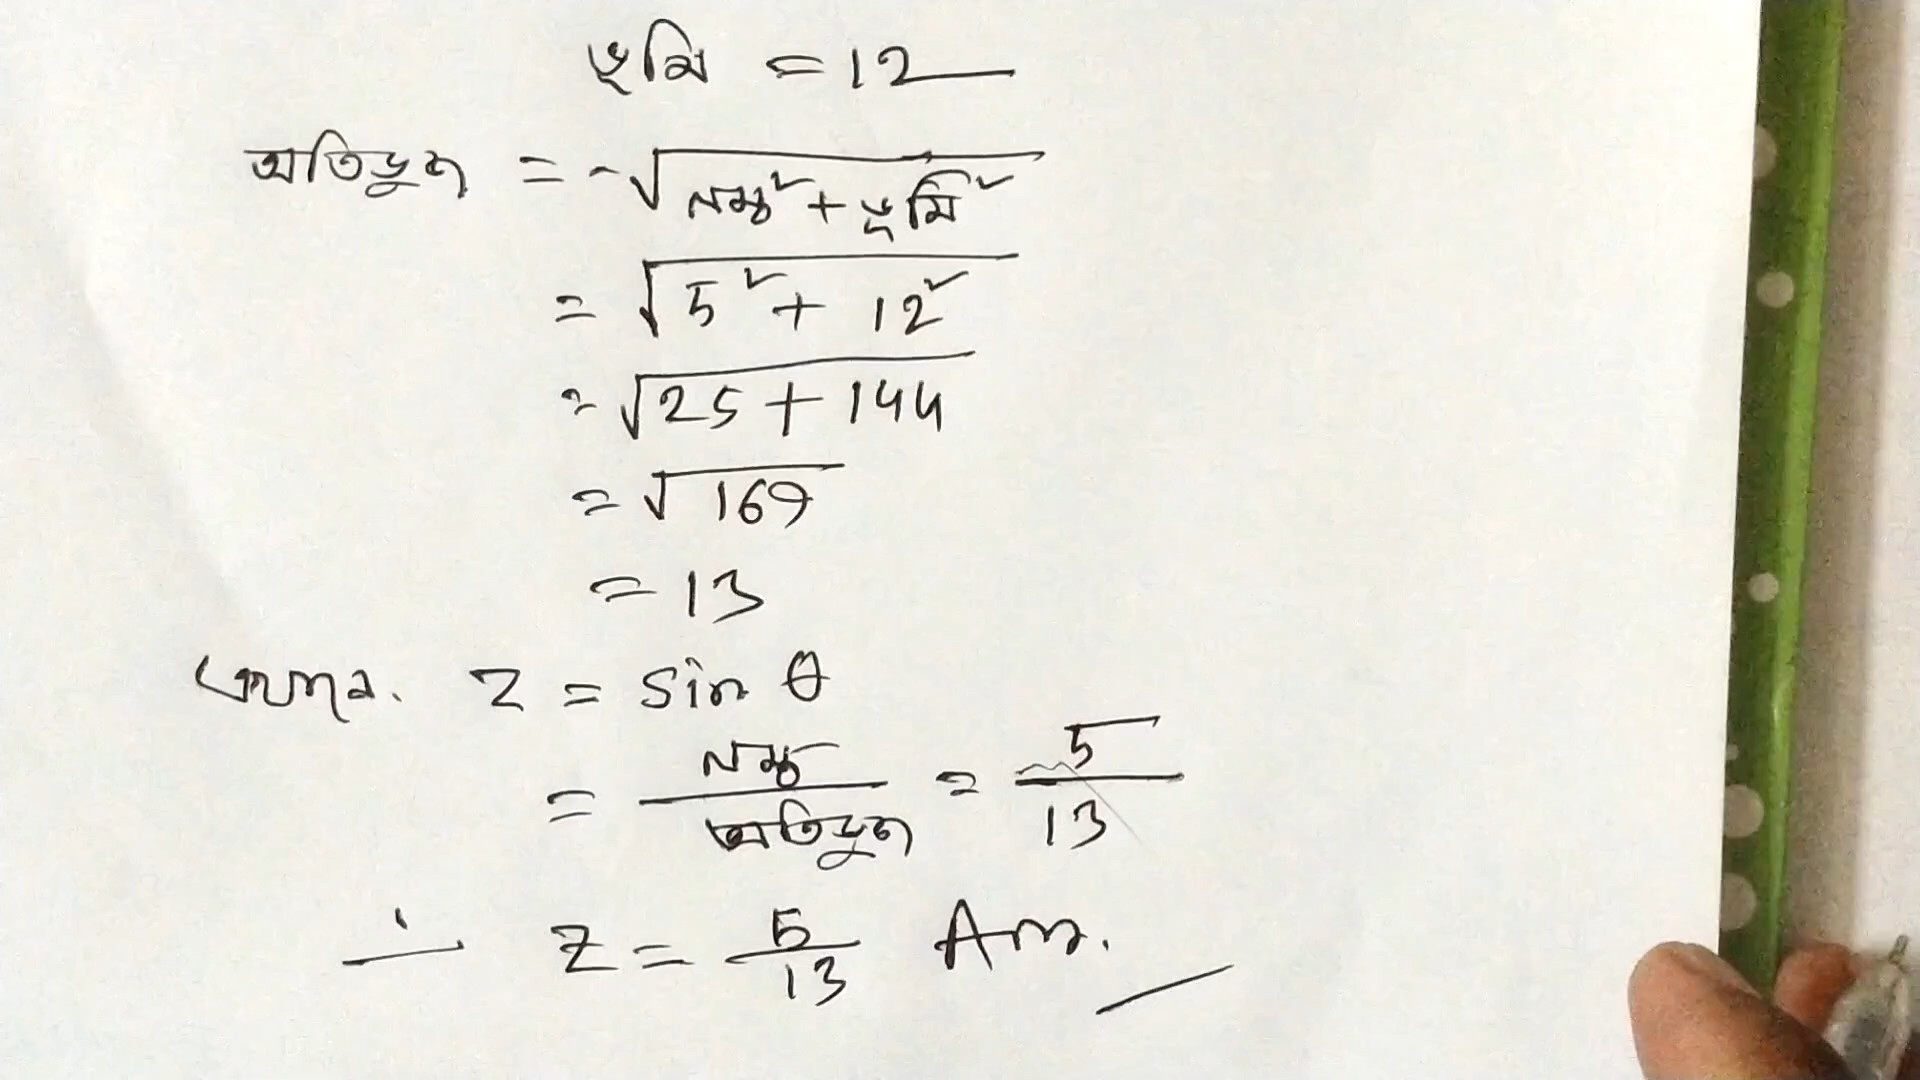 ভূমি = 12
অতিভুজ = √লম্ব² + ভূমি²
= √5² + 12²
= √25 + 144
= √169
= 13
এখন. z = sin θ
= লম্ব/অতিভুজ = 5/13
∴ z = 5/13 Ans.